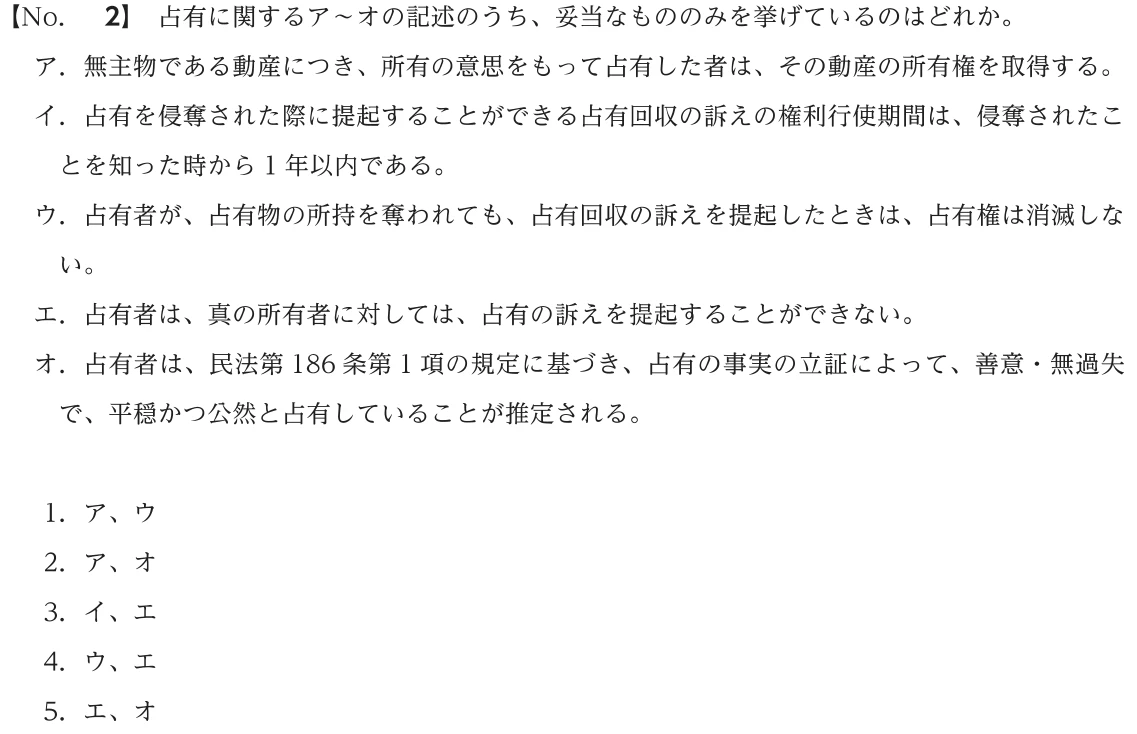 【No. 2】 占有に関するア～オの記述のうち、妥当なもののみを挙げているのはどれか。
ア．無主物である動産につき、所有の意思をもって占有した者は、その動産の所有権を取得する。
イ．占有を侵奪された際に提起することができる占有回収の訴えの権利行使期間は、侵奪されたこ
とを知った時から 1 年以内である。
ウ．占有者が、占有物の所持を奪われても、占有回収の訴えを提起したときは、占有権は消滅しな
い。
エ．占有者は、真の所有者に対しては、占有の訴えを提起することができない。
オ．占有者は、民法第 186 条第 1 項の規定に基づき、占有の事実の立証によって、善意・無過失
で、平穏かつ公然と占有していることが推定される。
1．ア、ウ
2．ア、オ
3．イ、エ
4．ウ、エ
5．エ、オ